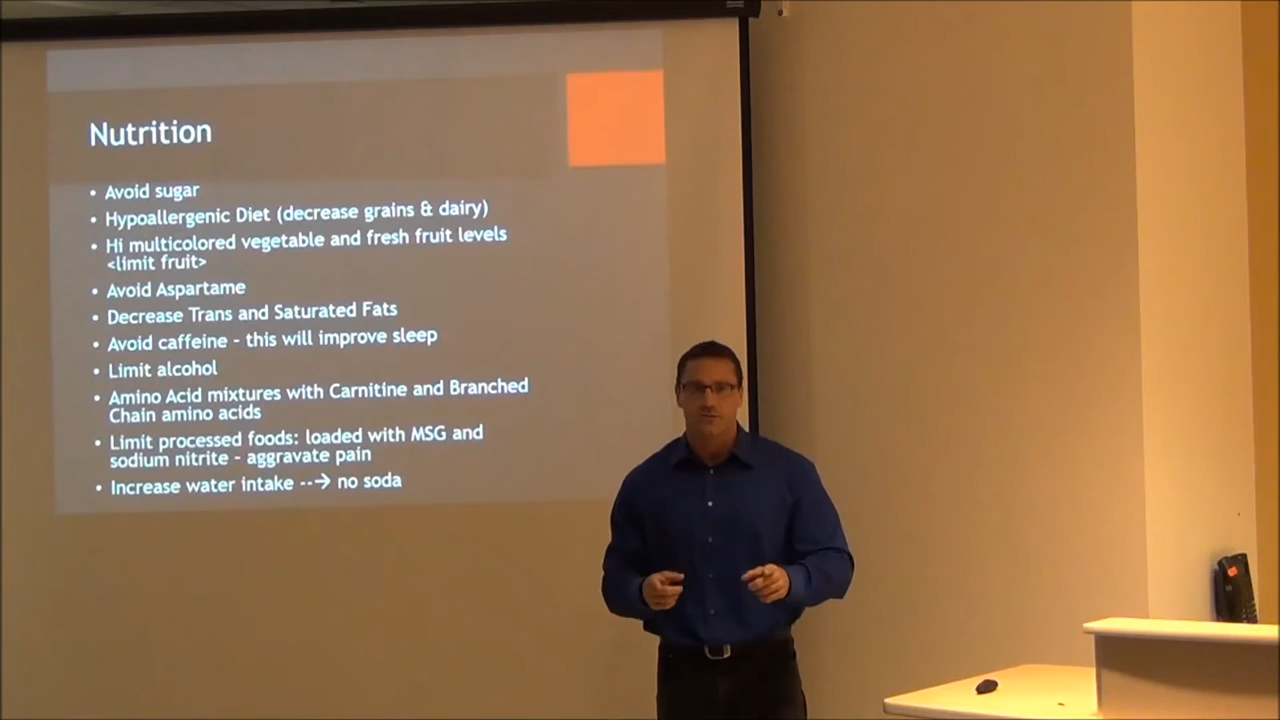 Nutrition
• Avoid sugar
• Hypoallergenic Diet (decrease grains & dairy)
• Hi multicolored vegetable and fresh fruit levels
<limit fruit>
• Avoid Aspartame
• Decrease Trans and Saturated Fats
• Avoid caffeine – this will improve sleep
• Limit alcohol
• Amino Acid mixtures with Carnitine and Branched
Chain amino acids
• Limit processed foods: loaded with MSG and
sodium nitrite – aggravate pain
• Increase water intake --→ no soda